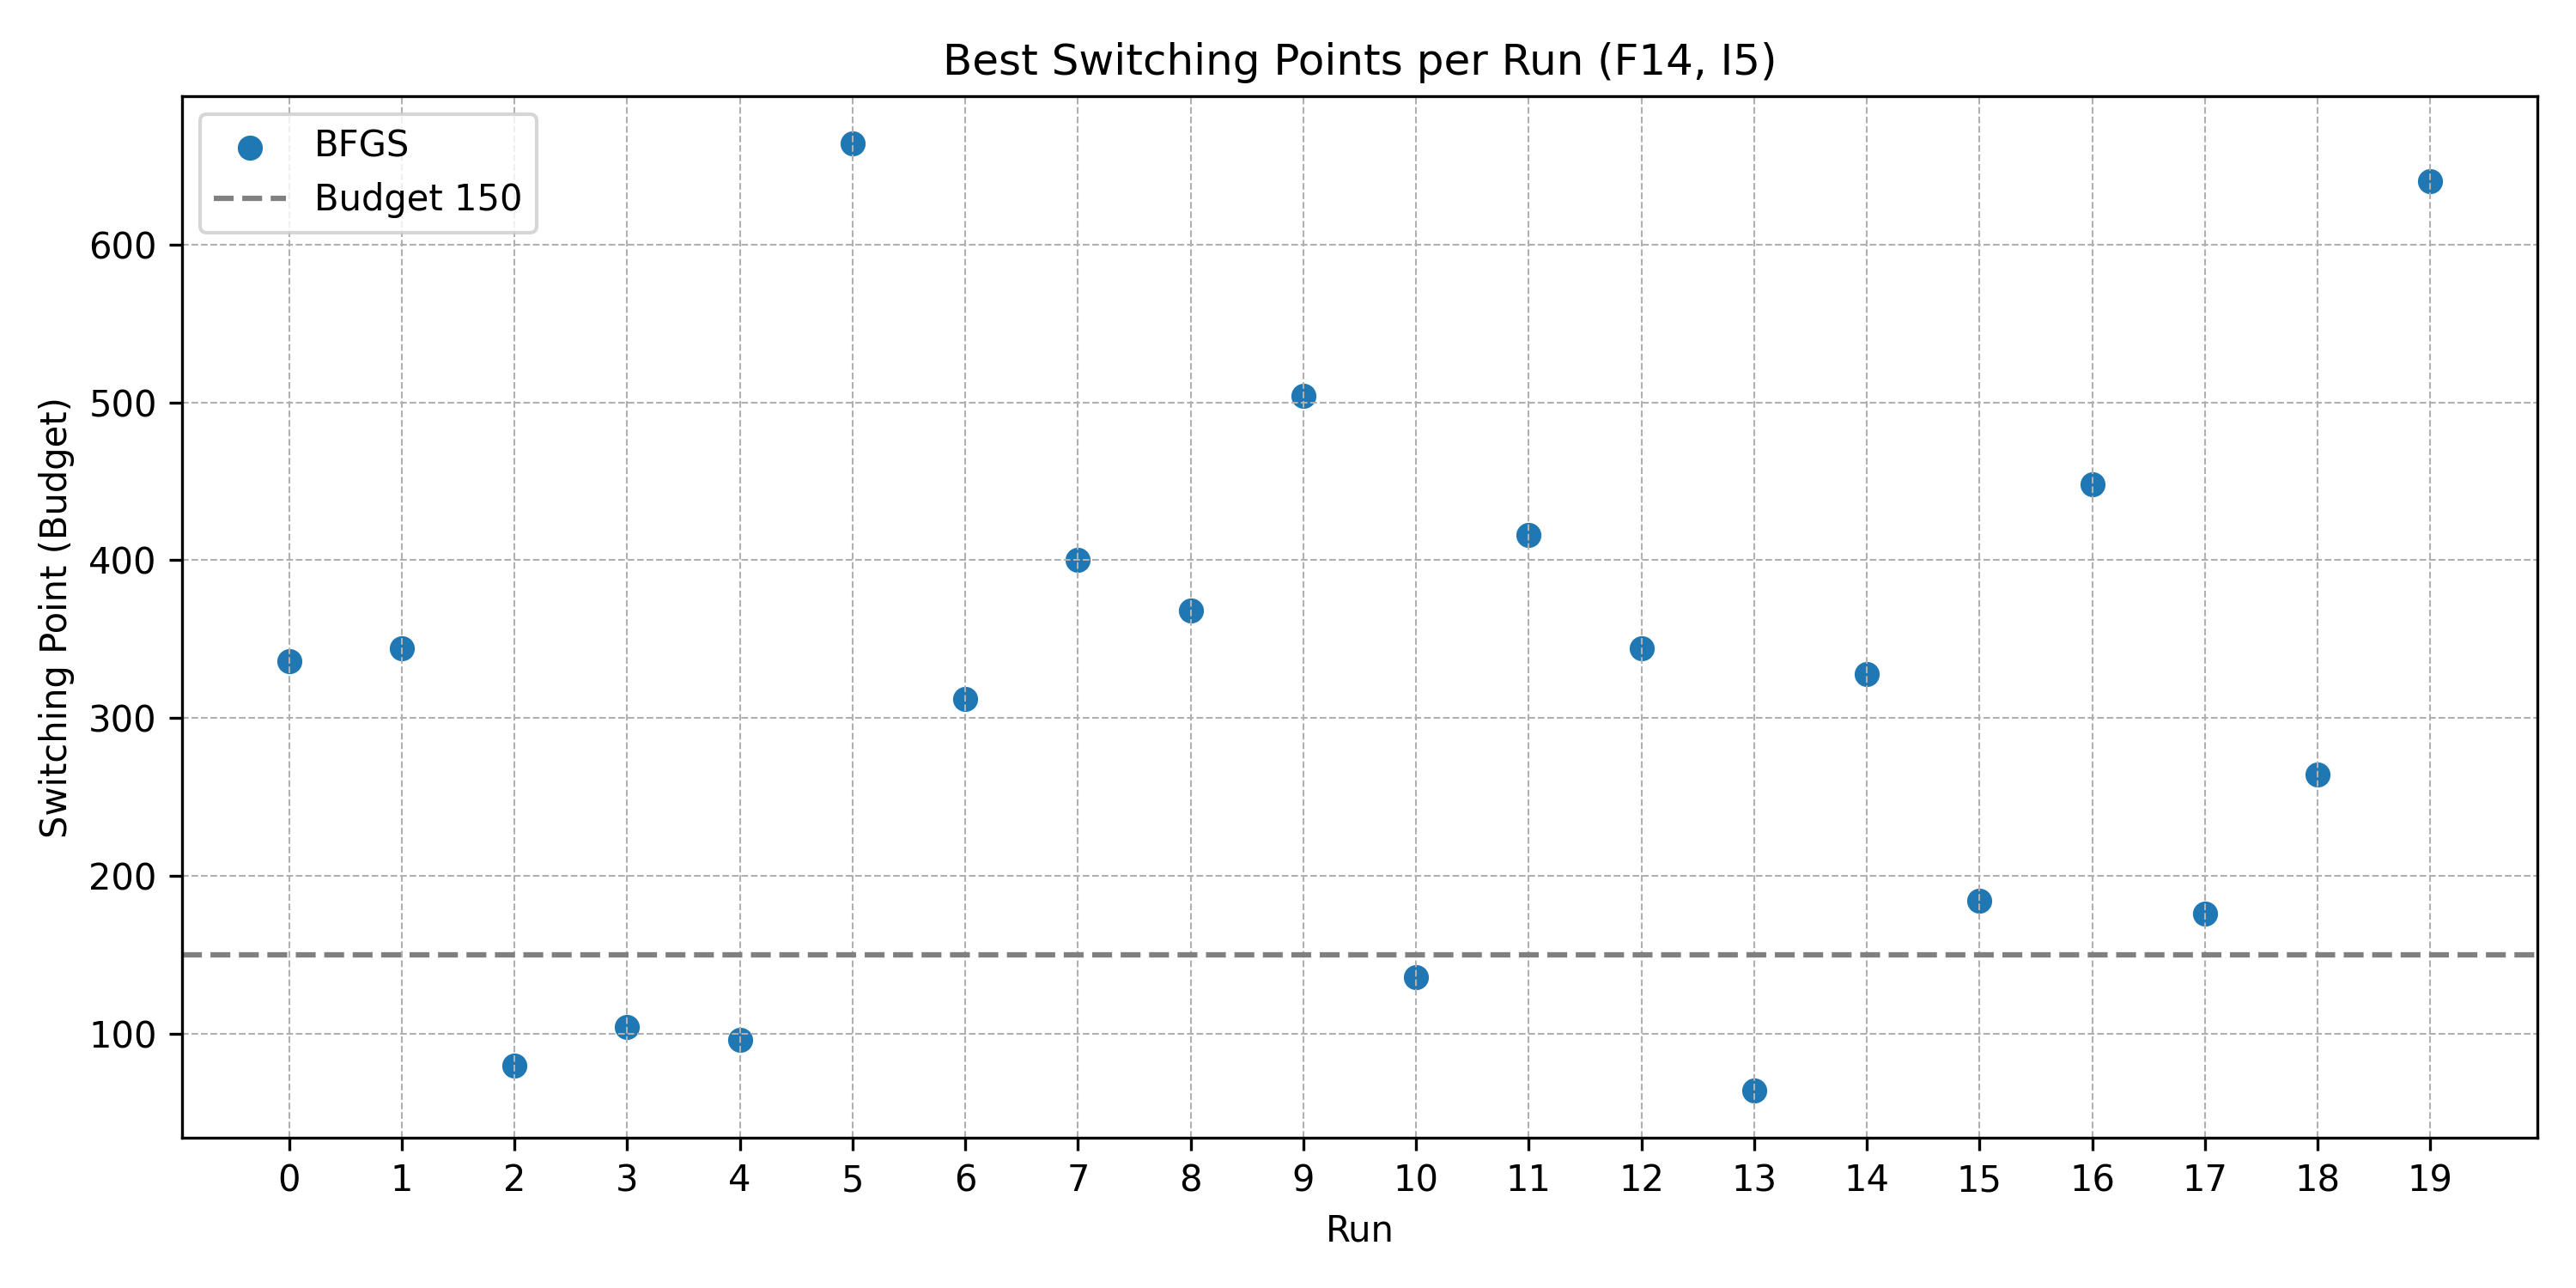 Best Switching Points per Run (F14, I5)
BFGS
Budget 150
Switching Point (Budget)
600
500
400
300
200
100
0 1 2 3 4 5 6 7 8 9 10 11 12 13 14 15 16 17 18 19
Run